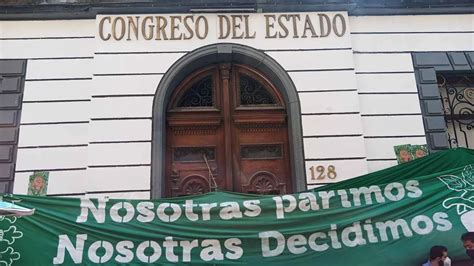 CONGRESO DEL ESTADO
128
Nosotras parimos
Nosotras Decidimos